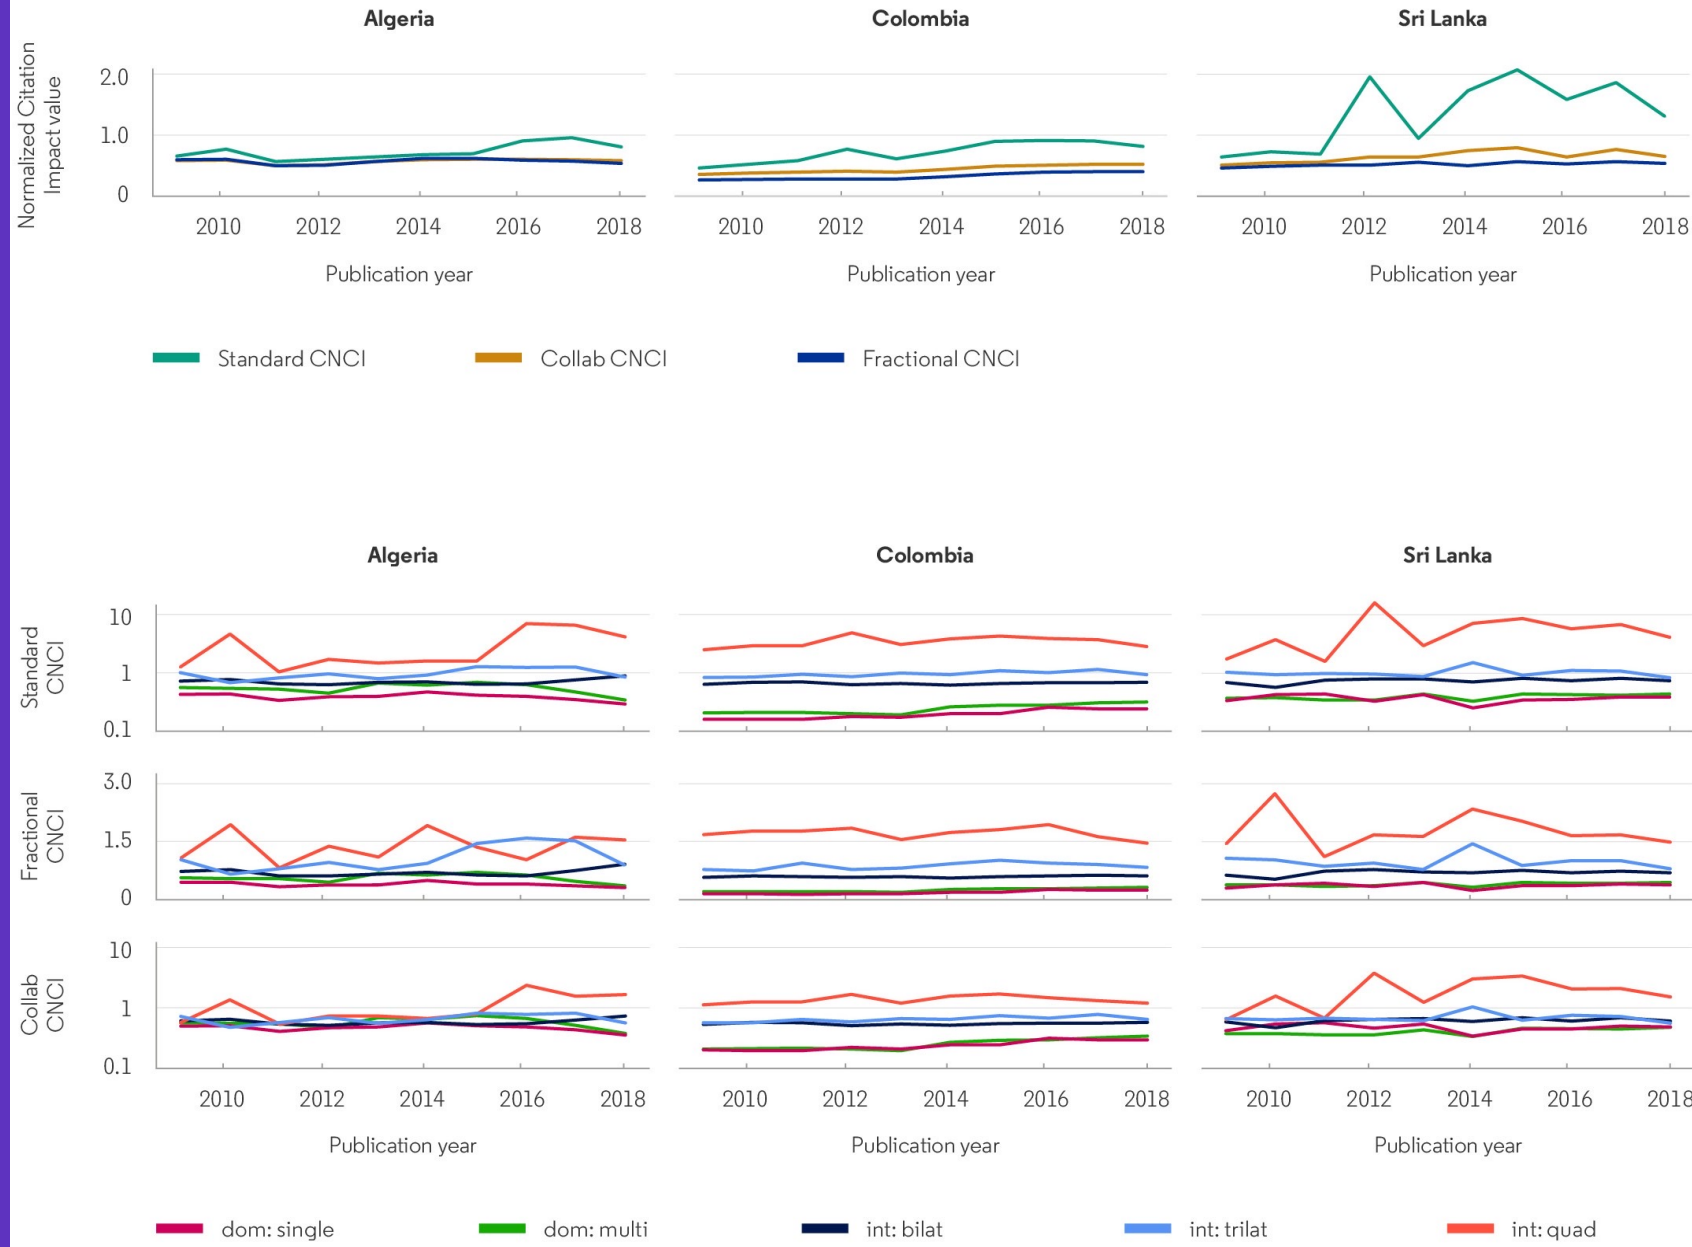 Algeria
Colombia
Sri Lanka
Normalized Citation
Impact value
2.0
1.0
0
2010 2012 2014 2016 2018
2010 2012 2014 2016 2018
2010 2012 2014 2016 2018
Publication year
Publication year
Publication year
Standard CNCI
Collab CNCI
Fractional CNCI
Algeria
Colombia
Sri Lanka
Standard
CNCI
10
1
0.1
Fractional
CNCI
3.0
1.5
0
Collab
CNCI
10
1
0.1
2010 2012 2014 2016 2018
2010 2012 2014 2016 2018
2010 2012 2014 2016 2018
Publication year
Publication year
Publication year
dom: single
dom: multi
int: bilat
int: trilat
int: quad